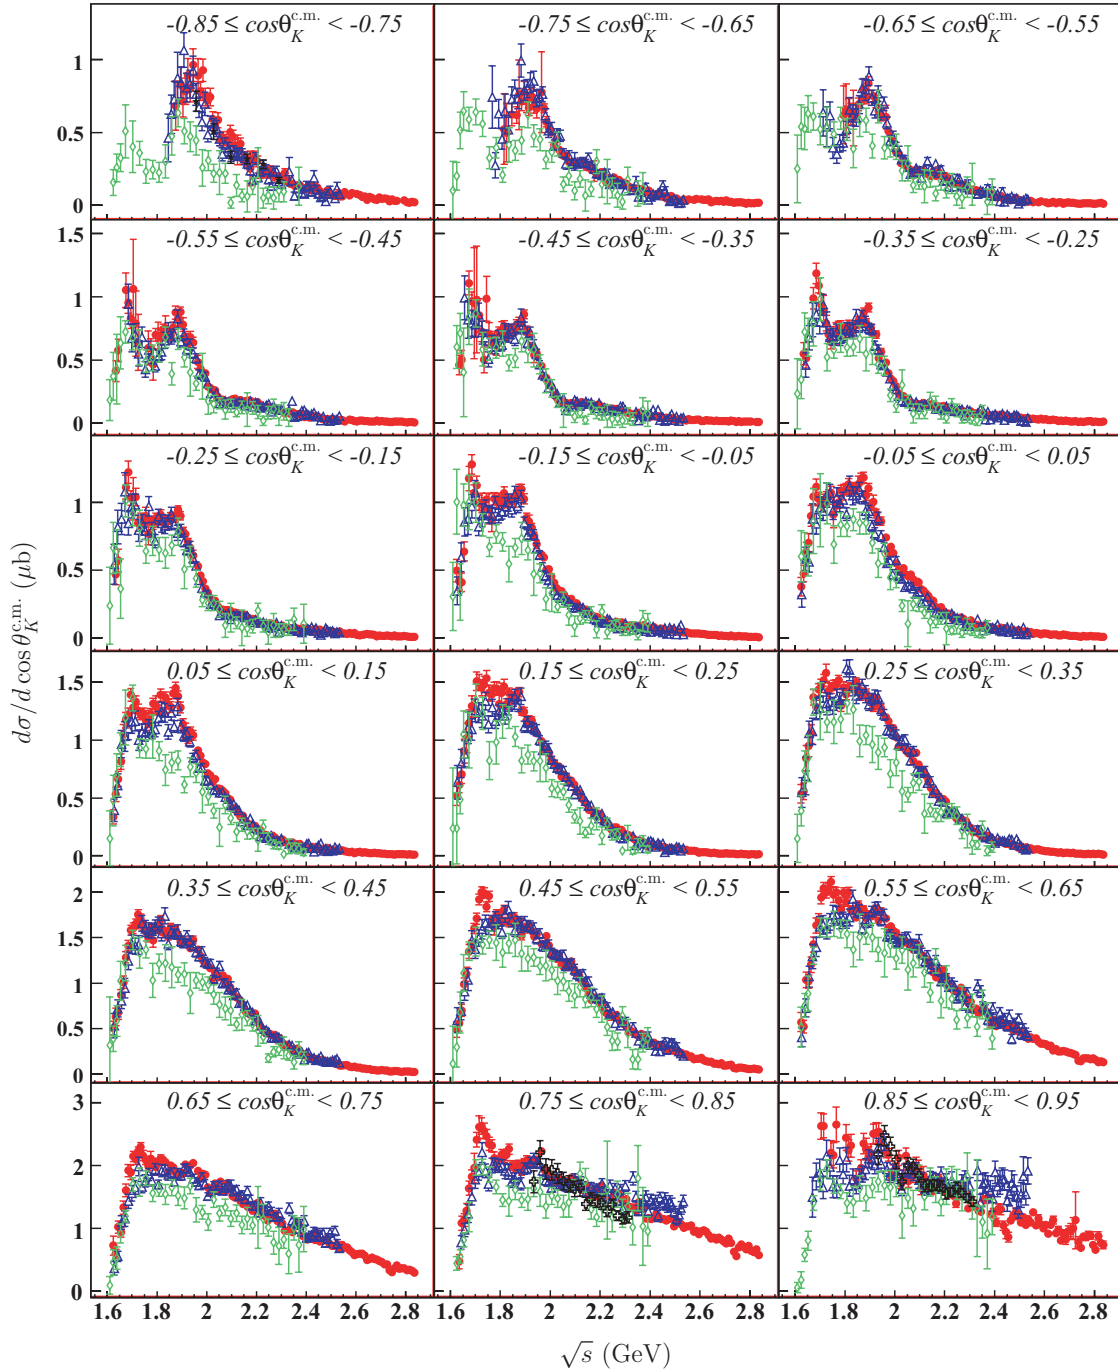 -0.85 ≤ cosθ_K^{c.m.} < -0.75
-0.75 ≤ cosθ_K^{c.m.} < -0.65
-0.65 ≤ cosθ_K^{c.m.} < -0.55
1
0.5
0
-0.55 ≤ cosθ_K^{c.m.} < -0.45
-0.45 ≤ cosθ_K^{c.m.} < -0.35
-0.35 ≤ cosθ_K^{c.m.} < -0.25
1.5
1
0.5
0
-0.25 ≤ cosθ_K^{c.m.} < -0.15
-0.15 ≤ cosθ_K^{c.m.} < -0.05
-0.05 ≤ cosθ_K^{c.m.} < 0.05
1
0.5
0
dσ/d cos θ_K^{c.m.} (μb)
0.05 ≤ cosθ_K^{c.m.} < 0.15
0.15 ≤ cosθ_K^{c.m.} < 0.25
0.25 ≤ cosθ_K^{c.m.} < 0.35
1.5
1
0.5
0
0.35 ≤ cosθ_K^{c.m.} < 0.45
0.45 ≤ cosθ_K^{c.m.} < 0.55
0.55 ≤ cosθ_K^{c.m.} < 0.65
2
1.5
1
0.5
0
0.65 ≤ cosθ_K^{c.m.} < 0.75
0.75 ≤ cosθ_K^{c.m.} < 0.85
0.85 ≤ cosθ_K^{c.m.} < 0.95
3
2
1
0
1.6 1.8 2 2.2 2.4 2.6 2.8
1.6 1.8 2 2.2 2.4 2.6 2.8
1.6 1.8 2 2.2 2.4 2.6 2.8
√s (GeV)